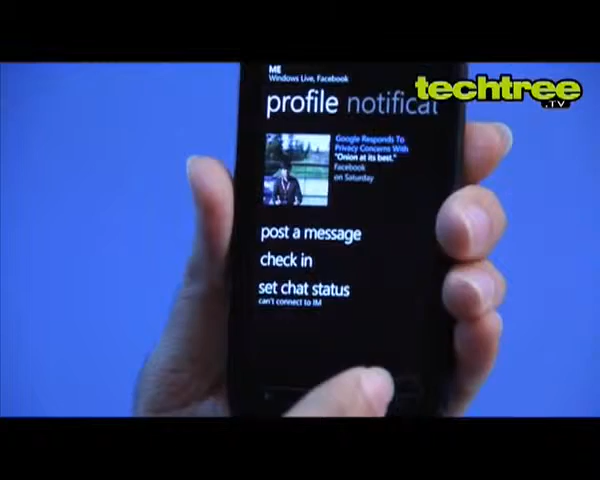 ME
Windows Live, Facebook
profile notificat
techtree
.TV
Google Responds To
Privacy Concerns With
"Onion at its best."
Facebook
on Saturday
post a message
check in
set chat status
can't connect to IM